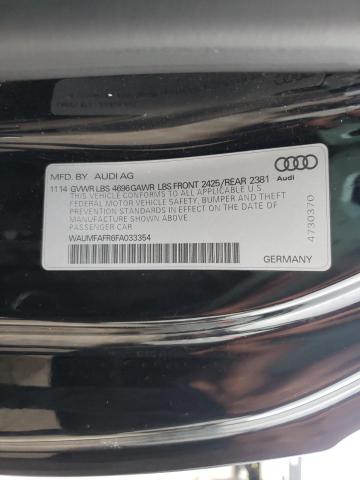 MFD. BY AUDI AG
Audi
11 14 GVWR LBS 4696 GAWR LBS FRONT 2425/REAR 2381
THIS VEHICLE CONFORMS TO ALL APPLICABLE U.S
FEDERAL MOTOR VEHICLE SAFETY, BUMPER AND THEFT
PREVENTION STANDARDS IN EFFECT ON THE DATE OF
MANUFACTURE SHOWN ABOVE
PASSENGER CAR
WAUMFAFR6FA033354
GERMANY
4730370